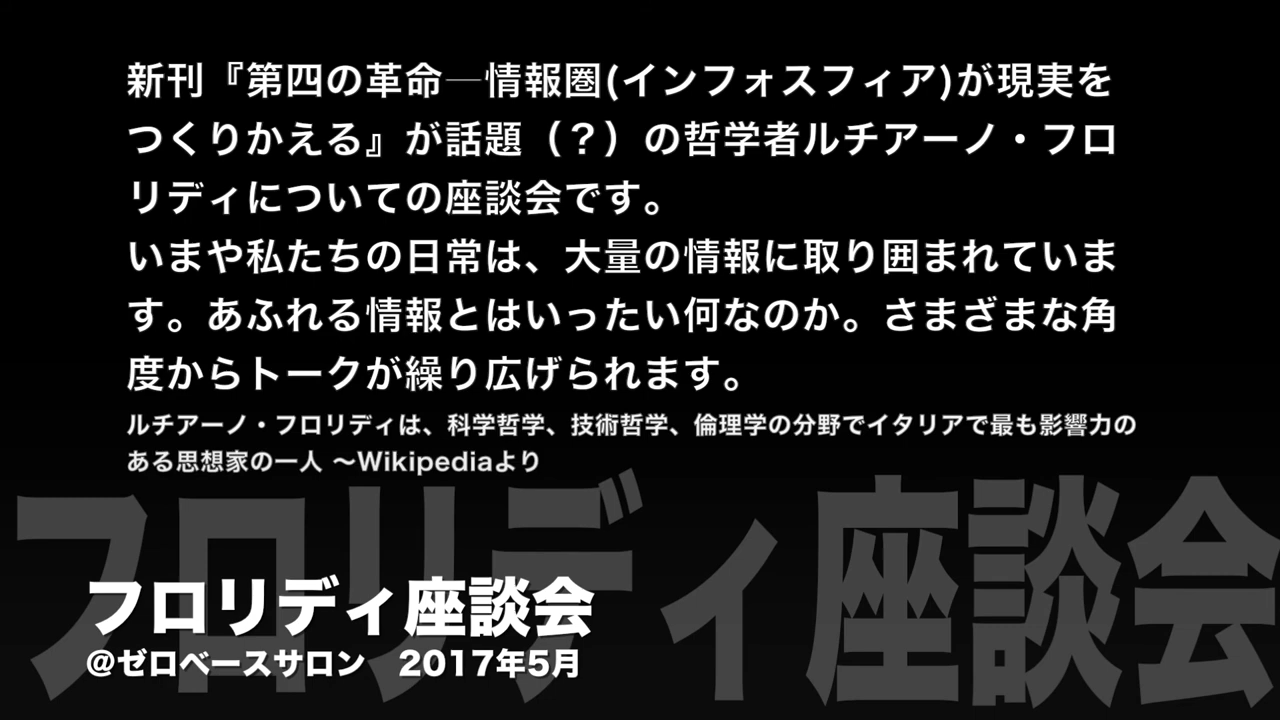 新刊『第四の革命―情報圏(インフォスフィア)が現実を
つくりかえる』が話題（？）の哲学者ルチアーノ・フロ
リディについての座談会です。
いまや私たちの日常は、大量の情報に取り囲まれていま
す。あふれる情報とはいったい何なのか。さまざまな角
度からトークが繰り広げられます。
ルチアーノ・フロリディは、科学哲学、技術哲学、倫理学の分野でイタリアで最も影響力の
ある思想家の一人 〜Wikipediaより
フロリディ座談会
フロリディ座談会
@ゼロベースサロン　2017年5月